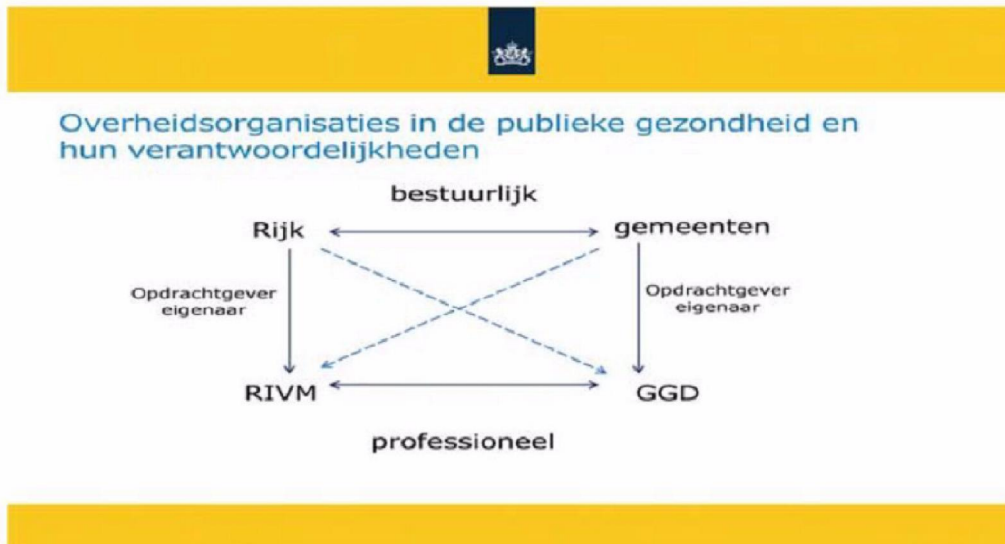 Overheidsorganisaties in de publieke gezondheid en
hun verantwoordelijkheden
bestuurlijk
Rijk
gemeenten
Opdrachtgever
eigenaar
Opdrachtgever
eigenaar
RIVM
GGD
professioneel